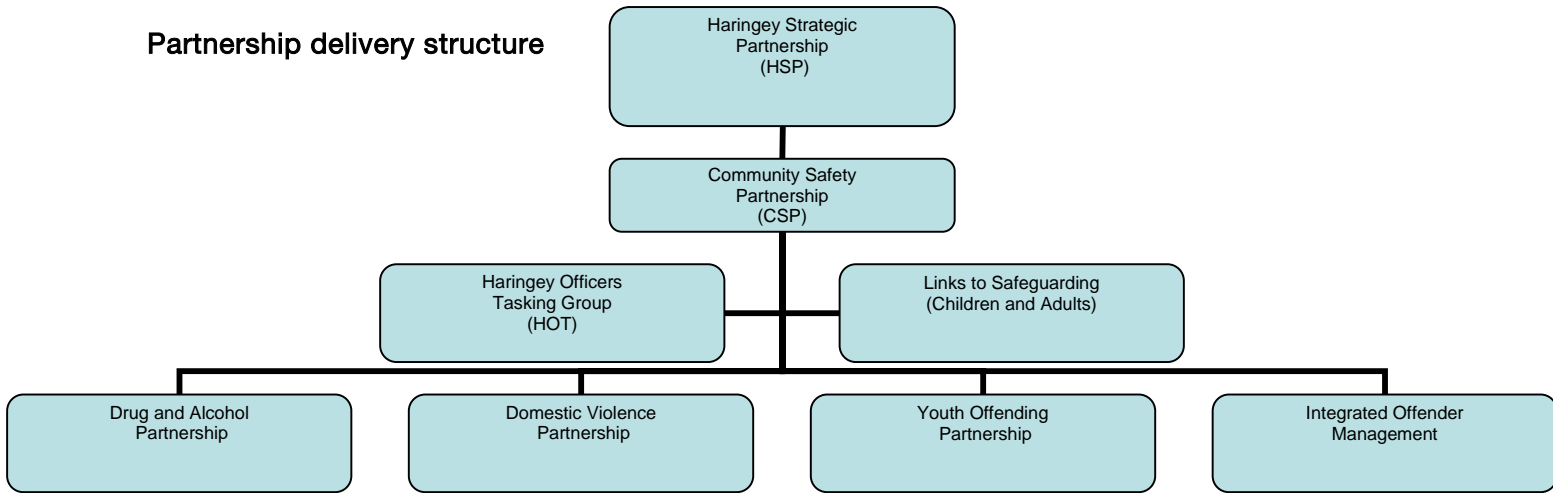 Partnership delivery structure
Haringey Strategic
Partnership
(HSP)
Community Safety
Partnership
(CSP)
Haringey Officers
Tasking Group
(HOT)
Links to Safeguarding
(Children and Adults)
Drug and Alcohol
Partnership
Domestic Violence
Partnership
Youth Offending
Partnership
Integrated Offender
Management